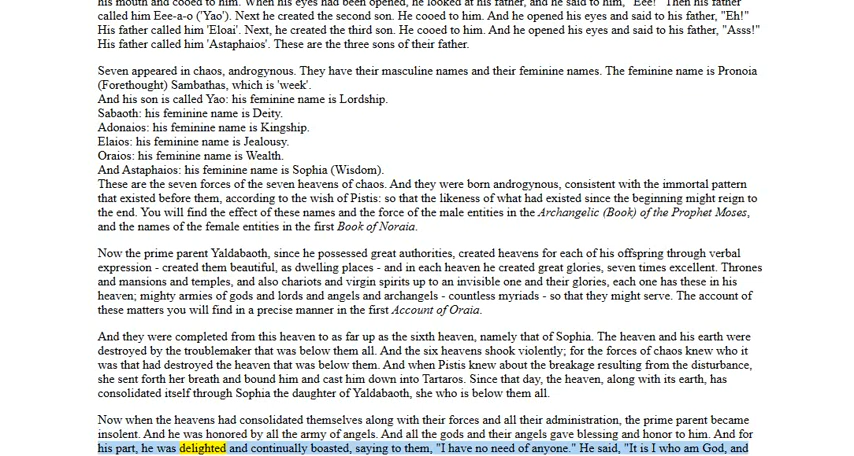 his mouth and cooed to him. When his eyes had been opened, he looked at his father, and he said to him, "Eee!" Then his father
called him Eee-a-o ('Yao'). Next he created the second son. He cooed to him. And he opened his eyes and said to his father, "Eh!"
His father called him 'Eloai'. Next, he created the third son. He cooed to him. And he opened his eyes and said to his father, "Asss!"
His father called him 'Astaphaios'. These are the three sons of their father.
Seven appeared in chaos, androgynous. They have their masculine names and their feminine names. The feminine name is Pronoia
(Forethought) Sambathas, which is 'week'.
And his son is called Yao: his feminine name is Lordship.
Sabaoth: his feminine name is Deity.
Adonaios: his feminine name is Kingship.
Elaios: his feminine name is Jealousy.
Oraios: his feminine name is Wealth.
And Astaphaios: his feminine name is Sophia (Wisdom).
These are the seven forces of the seven heavens of chaos. And they were born androgynous, consistent with the immortal pattern
that existed before them, according to the wish of Pistis: so that the likeness of what had existed since the beginning might reign to
the end. You will find the effect of these names and the force of the male entities in the Archangelic (Book) of the Prophet Moses,
and the names of the female entities in the first Book of Noraia.
Now the prime parent Yaldabaoth, since he possessed great authorities, created heavens for each of his offspring through verbal
expression - created them beautiful, as dwelling places - and in each heaven he created great glories, seven times excellent. Thrones
and mansions and temples, and also chariots and virgin spirits up to an invisible one and their glories, each one has these in his
heaven; mighty armies of gods and lords and angels and archangels - countless myriads - so that they might serve. The account of
these matters you will find in a precise manner in the first Account of Oraia.
And they were completed from this heaven to as far up as the sixth heaven, namely that of Sophia. The heaven and his earth were
destroyed by the troublemaker that was below them all. And the six heavens shook violently; for the forces of chaos knew who it
was that had destroyed the heaven that was below them. And when Pistis knew about the breakage resulting from the disturbance,
she sent forth her breath and bound him and cast him down into Tartaros. Since that day, the heaven, along with its earth, has
consolidated itself through Sophia the daughter of Yaldabaoth, she who is below them all.
Now when the heavens had consolidated themselves along with their forces and all their administration, the prime parent became
insolent. And he was honored by all the army of angels. And all the gods and their angels gave blessing and honor to him. And for
his part, he was delighted and continually boasted, saying to them, "I have no need of anyone." He said, "It is I who am God, and